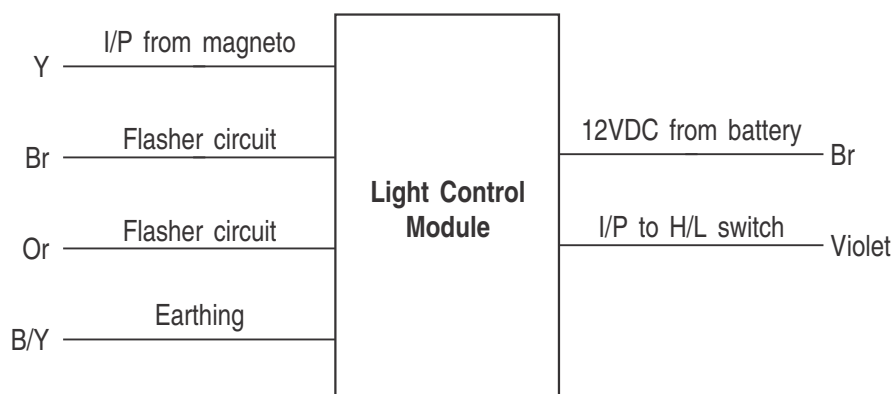 Y I/P from magneto
Br Flasher circuit
Or Flasher circuit
B/Y Earthing
Light Control
Module
12VDC from battery Br
I/P to H/L switch Violet